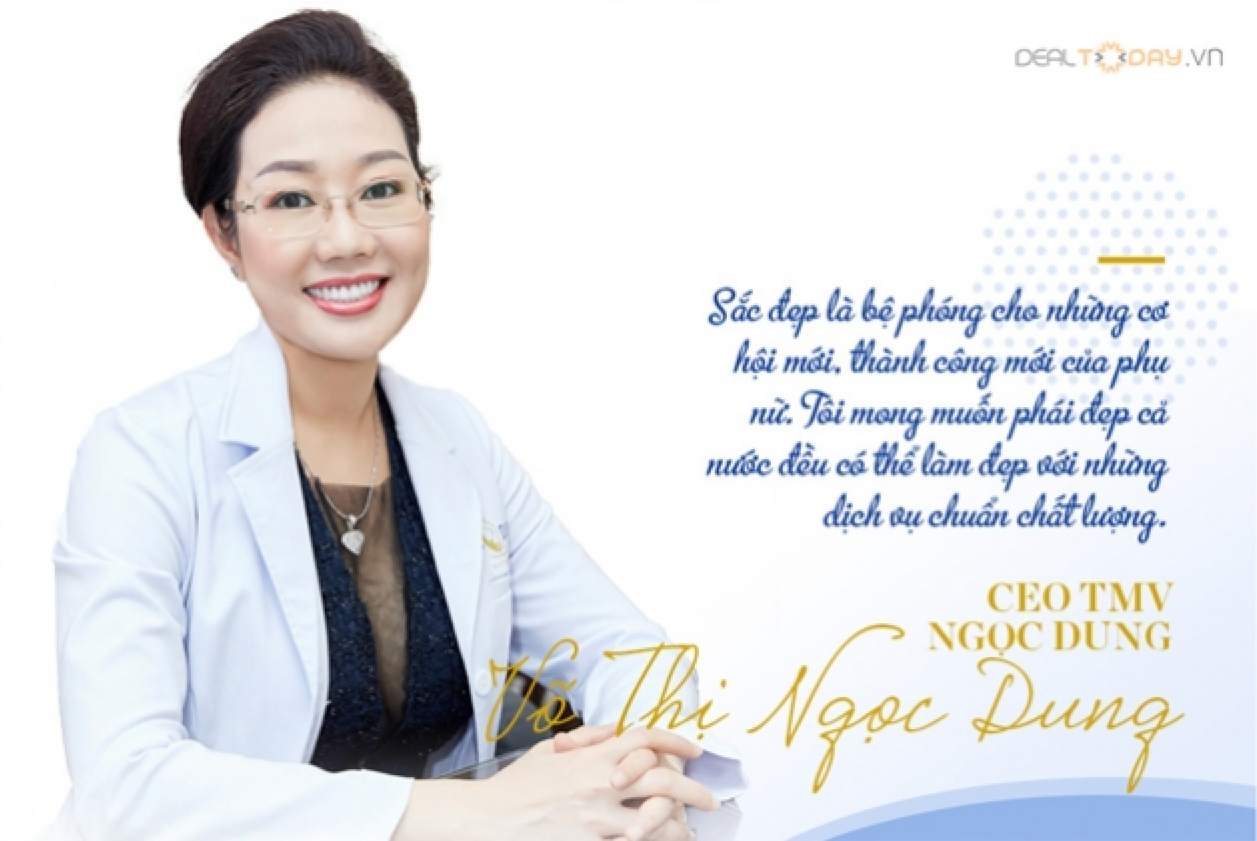 DEALTODAY.VN
Sắc đẹp là bệ phóng cho những cơ
hội mới, thành công mới của phụ
nữ. Tôi mong muốn phái đẹp cả
nước đều có thể làm đẹp với những
dịch vụ chuẩn chất lượng.
CEO TMV
NGỌC DUNG
Võ Thị Ngọc Dung